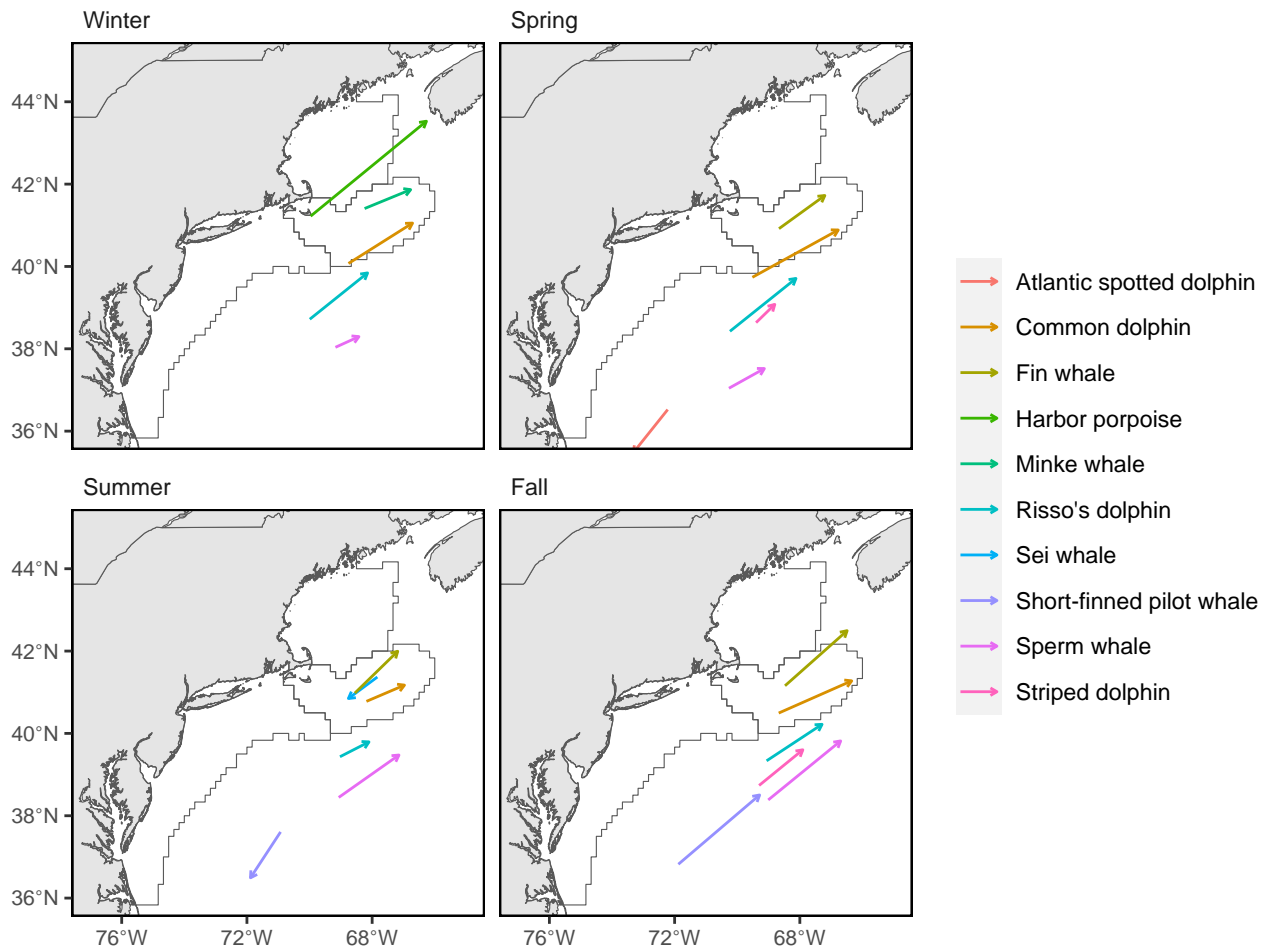 Winter
Spring
44°N
42°N
40°N
38°N
36°N
Summer
Fall
44°N
42°N
40°N
38°N
36°N
76°W
72°W
68°W
76°W
72°W
68°W
Atlantic spotted dolphin
Common dolphin
Fin whale
Harbor porpoise
Minke whale
Risso's dolphin
Sei whale
Short-finned pilot whale
Sperm whale
Striped dolphin